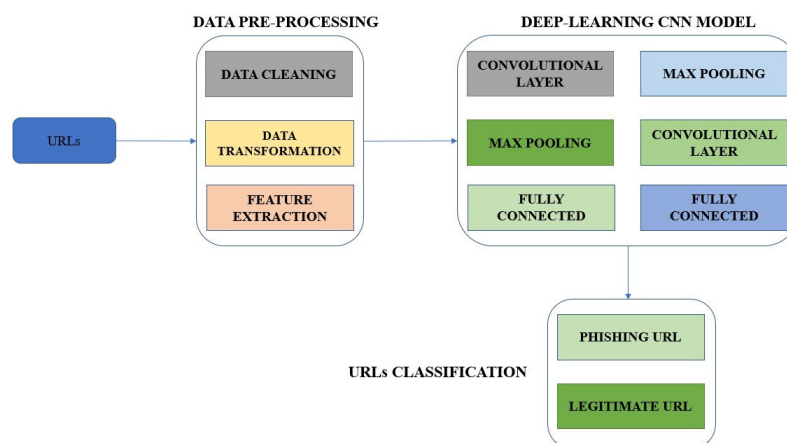 DATA PRE-PROCESSING
DEEP-LEARNING CNN MODEL
URLs
DATA CLEANING
DATA
TRANSFORMATION
FEATURE
EXTRACTION
CONVOLUTIONAL
LAYER
MAX POOLING
MAX POOLING
CONVOLUTIONAL
LAYER
FULLY
CONNECTED
FULLY
CONNECTED
URLs CLASSIFICATION
PHISHING URL
LEGITIMATE URL